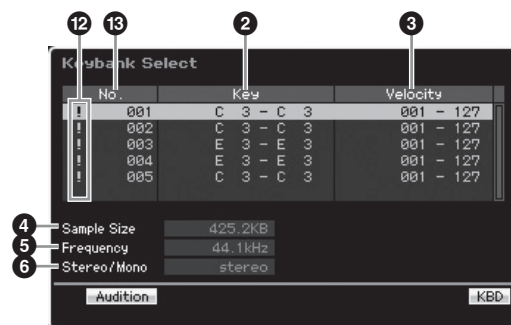 12 13 2 3
Keybank Select
No. Key Velocity
! 001 C 3 - C 3 001 - 127
! 002 C 3 - C 3 001 - 127
! 003 E 3 - E 3 001 - 127
! 004 E 3 - E 3 001 - 127
! 005 C 3 - C 3 001 - 127
4 Sample Size 425.2KB
5 Frequency 44.1kHz
6 Stereo/Mono stereo
Audition KBD